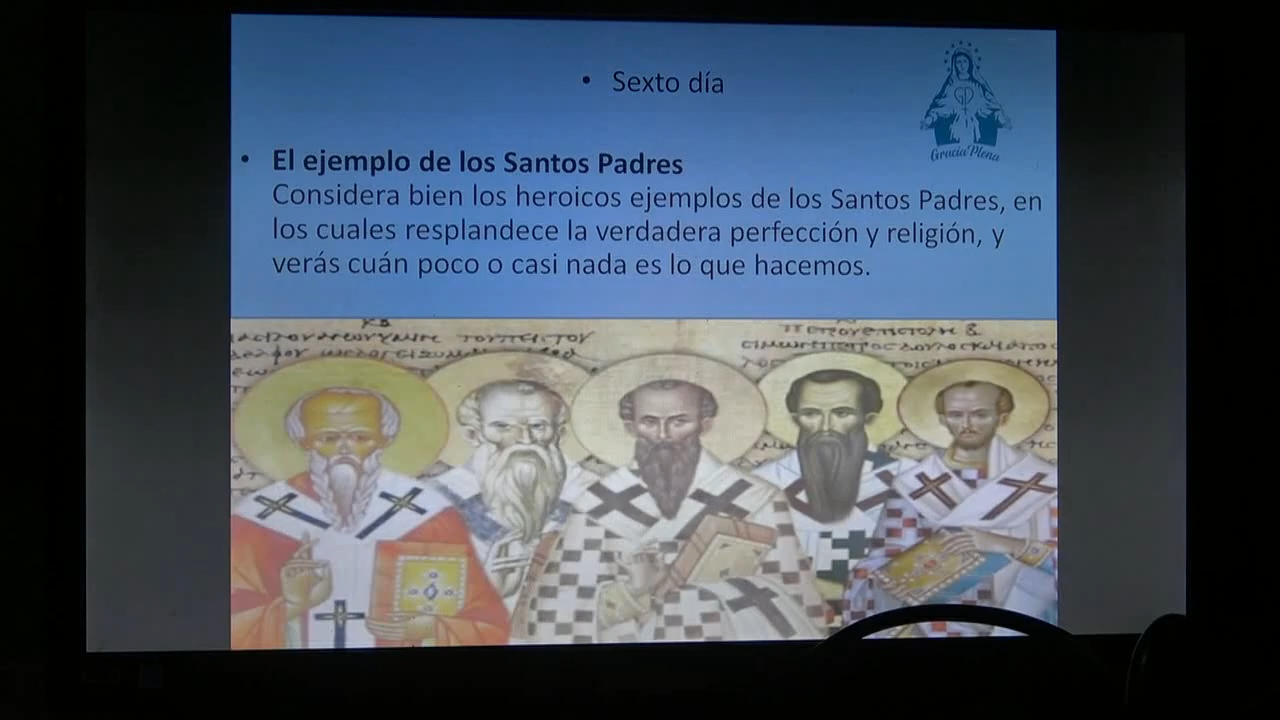 • Sexto día
Gracia Plena
• El ejemplo de los Santos Padres
Considera bien los heroicos ejemplos de los Santos Padres, en
los cuales resplandece la verdadera perfección y religión, y
verás cuán poco o casi nada es lo que hacemos.